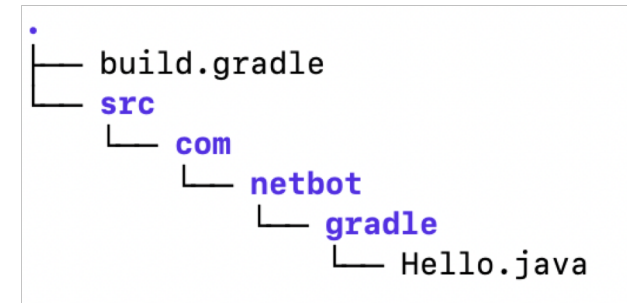 .
├── build.gradle
└── src
    └── com
        └── netbot
            └── gradle
                └── Hello.java